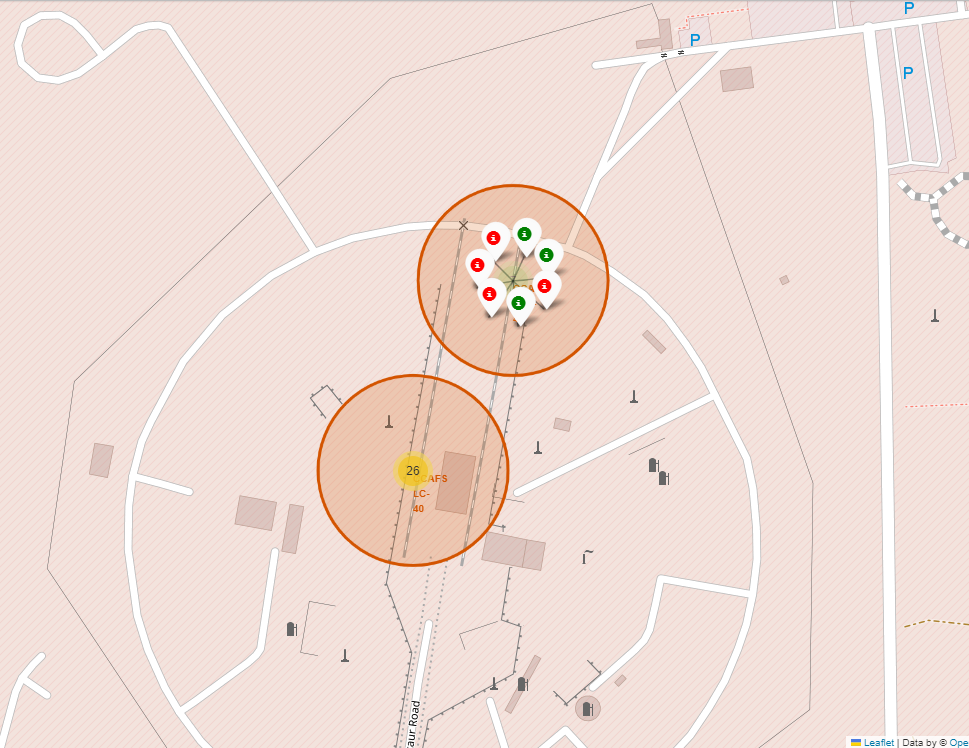 P
P
P
26
CAFS
LC-
40
aur Road
Leaflet | Data by © Ope